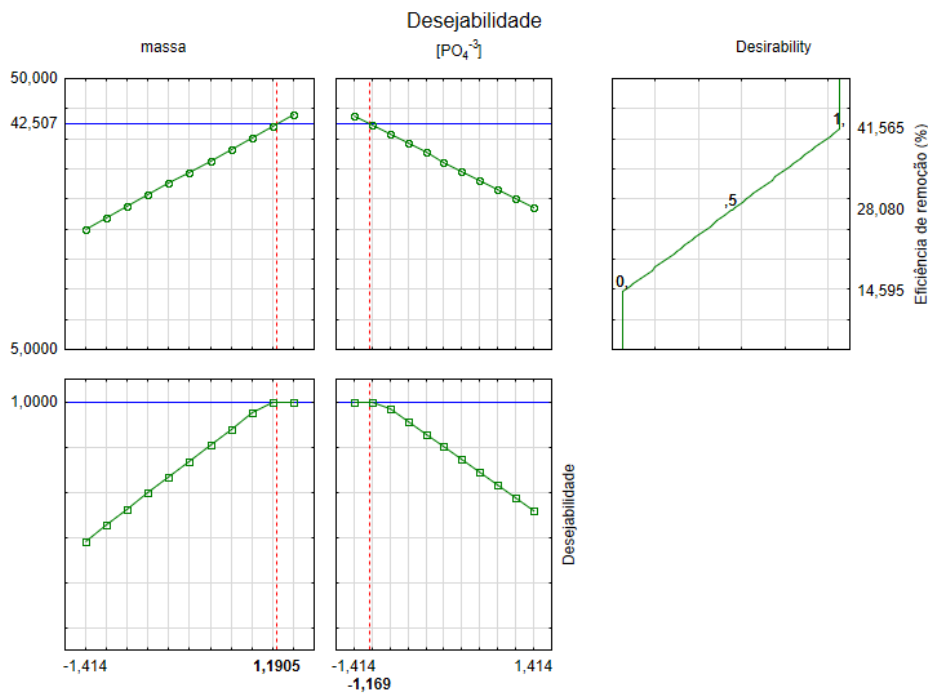 Desejabilidade
massa
[PO₄⁻³]
Desirability
50,000
42,507
5,0000
1,
,5
0,
41,565
28,080
14,595
Eficiência de remoção (%)
1,0000
Desejabilidade
-1,414
1,1905
-1,414
-1,169
1,414